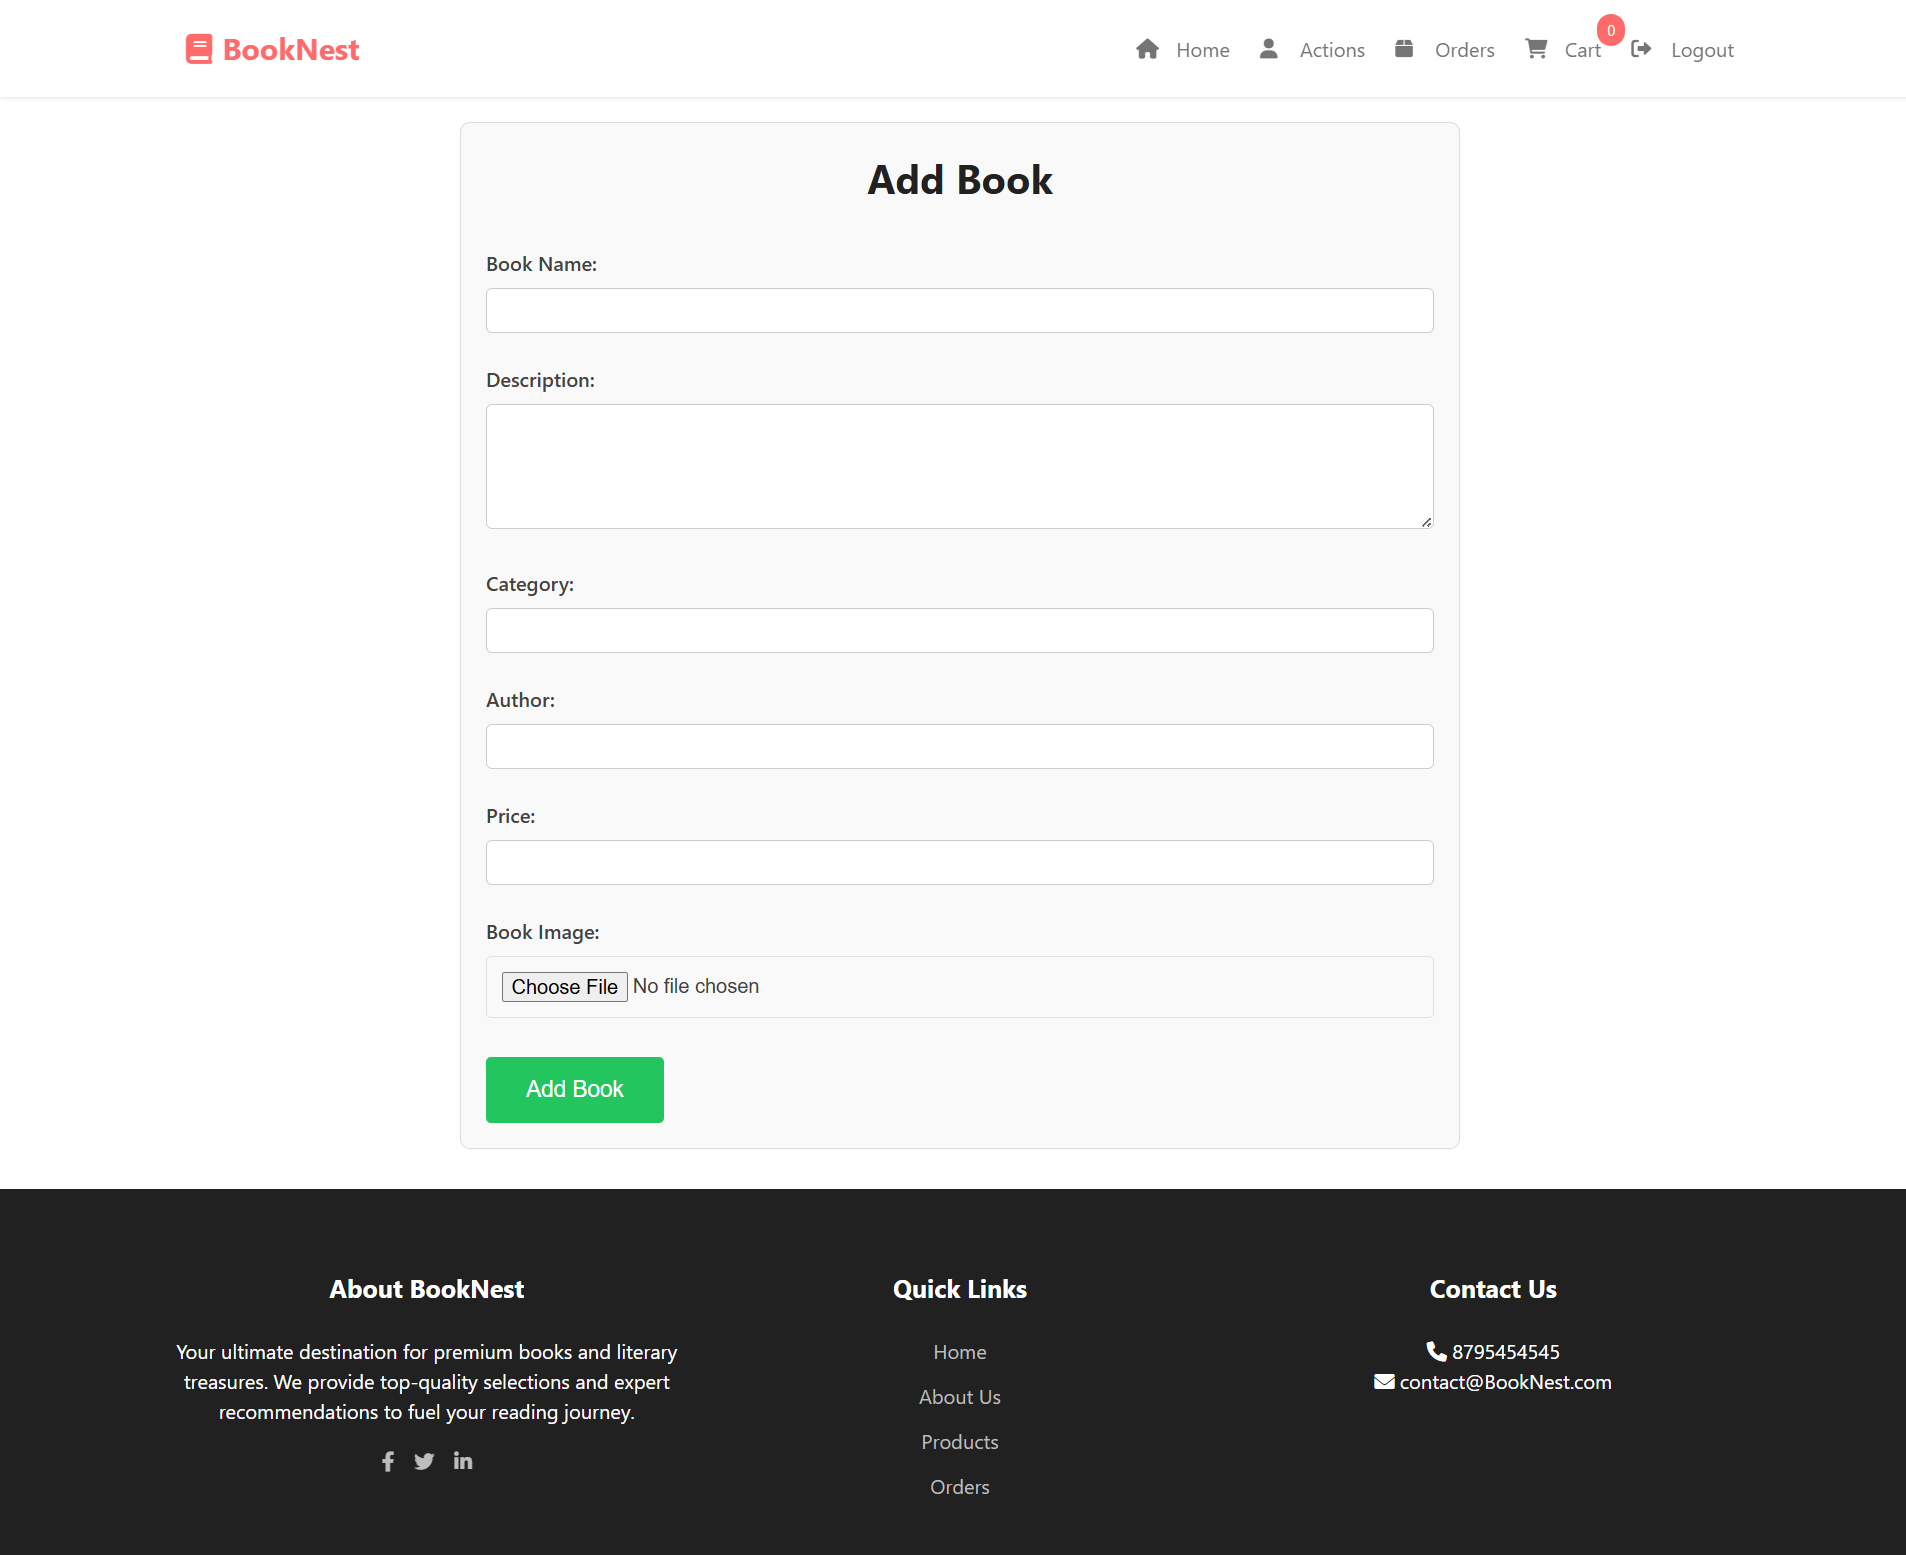 BookNest
Home
Actions
Orders
Cart
0
Logout
Add Book
Book Name:
Description:
Category:
Author:
Price:
Book Image:
Choose File No file chosen
Add Book
About BookNest
Your ultimate destination for premium books and literary
treasures. We provide top-quality selections and expert
recommendations to fuel your reading journey.
Quick Links
Home
About Us
Products
Orders
Contact Us
8795454545
contact@BookNest.com